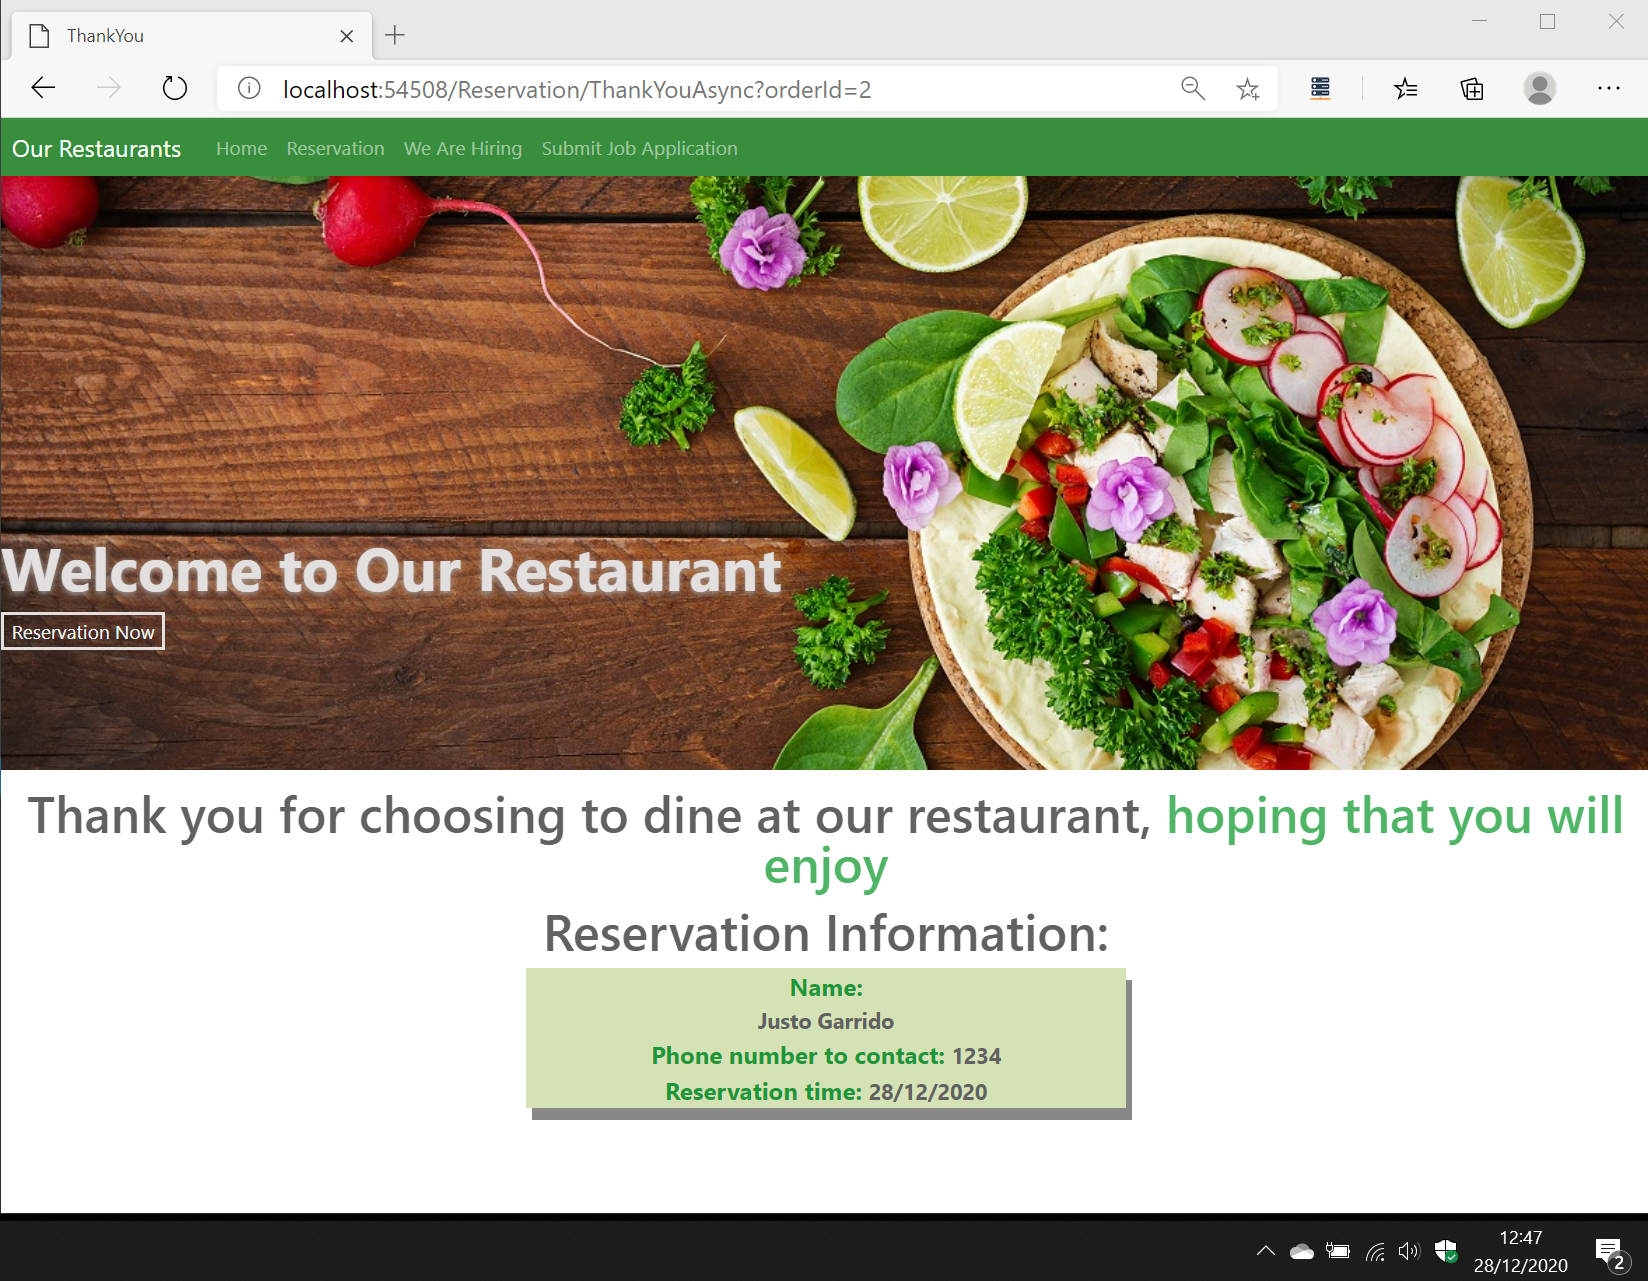 ThankYou
localhost:54508/Reservation/ThankYouAsync?orderId=2
Our Restaurants Home Reservation We Are Hiring Submit Job Application
Welcome to Our Restaurant
Reservation Now
Thank you for choosing to dine at our restaurant, hoping that you will
enjoy
Reservation Information:
Name:
Justo Garrido
Phone number to contact: 1234
Reservation time: 28/12/2020
12:47
28/12/2020
2